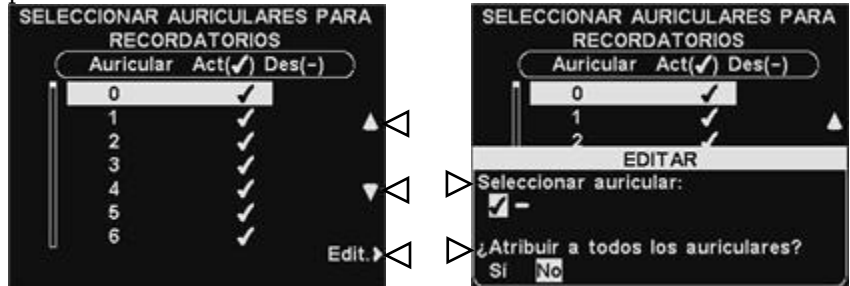 SELECCIONAR AURICULARES PARA
RECORDATORIOS
Auricular Act(✓) Des(-)
0 ✓
1 ✓
2 ✓
3 ✓
4 ✓
5 ✓
6 ✓
Edit.
SELECCIONAR AURICULARES PARA
RECORDATORIOS
Auricular Act(✓) Des(-)
0 ✓
1 ✓
2 ✓
EDITAR
Seleccionar auricular:
✓ -
¿Atribuir a todos los auriculares?
Sí No